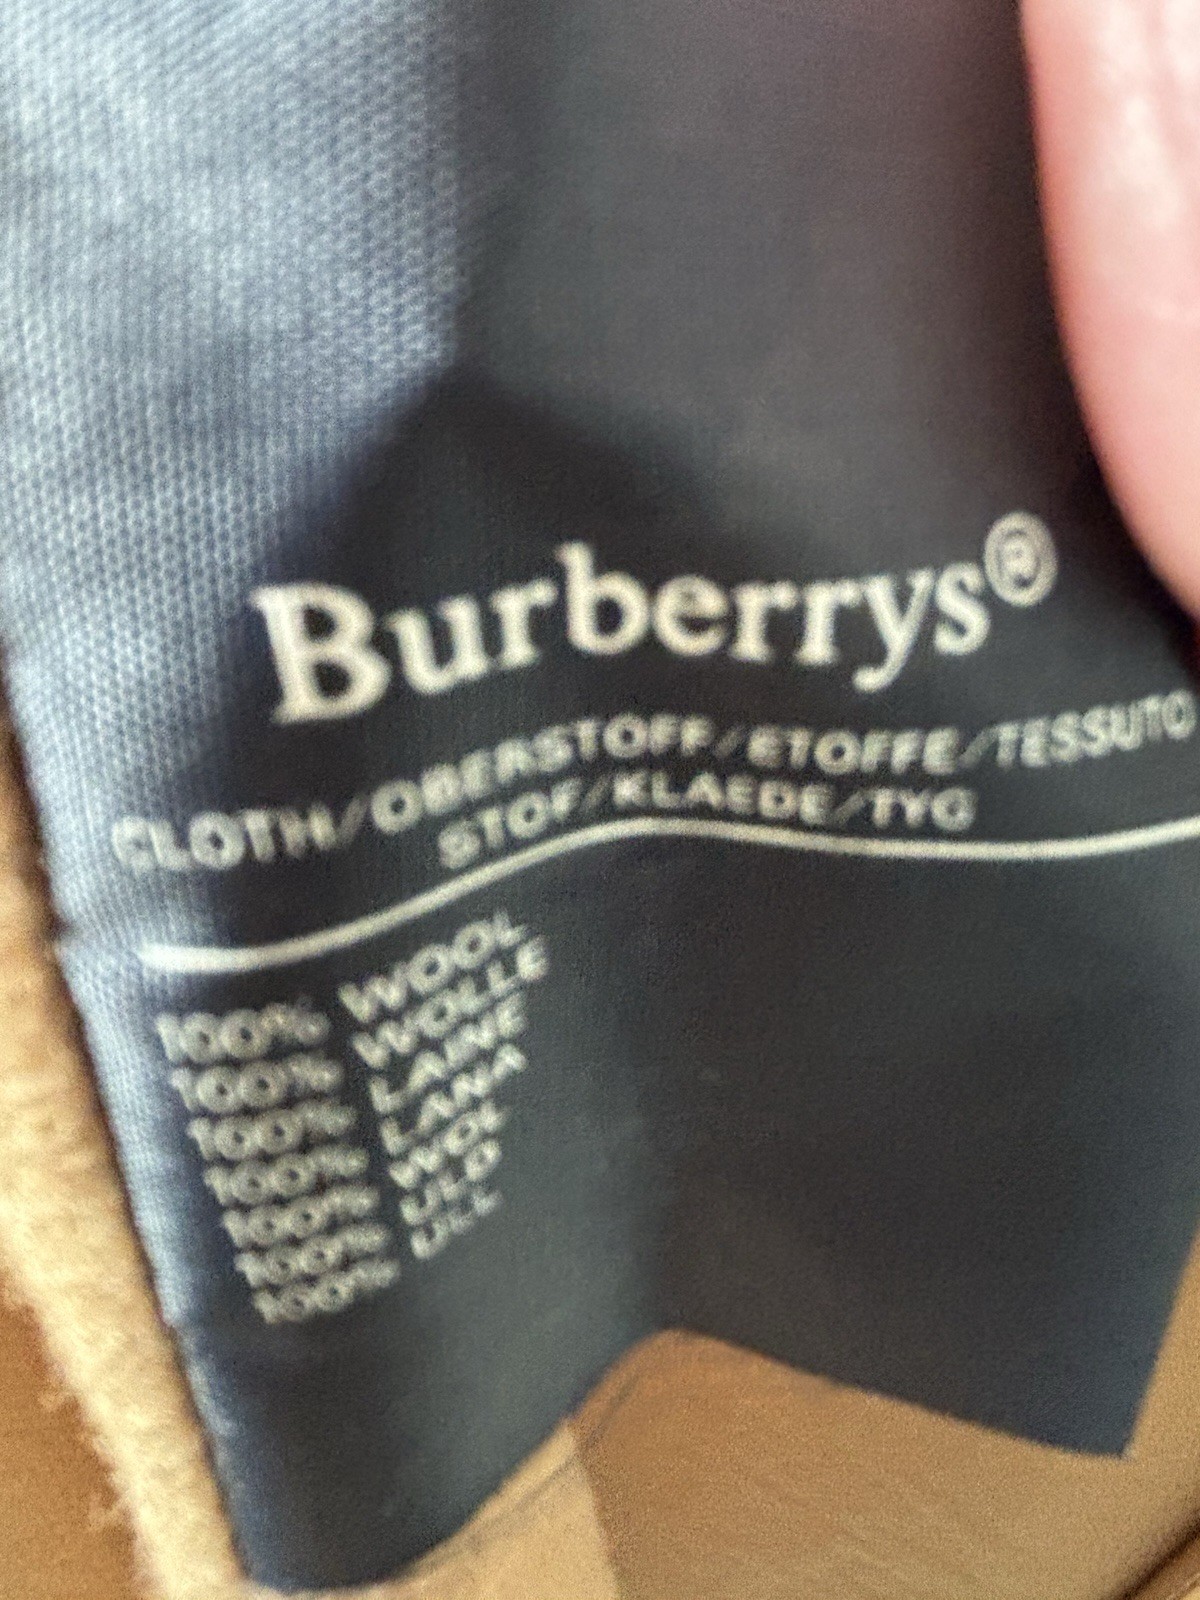 Burberrys®
CLOTH/OBERSTOFF/ETOFFE/TESSUTO
STOF/KLAEDE/TYG
100% WOOL
100% WOLLE
100% LAINE
100% LANA
100% WOL
100% ULD
100% ULL